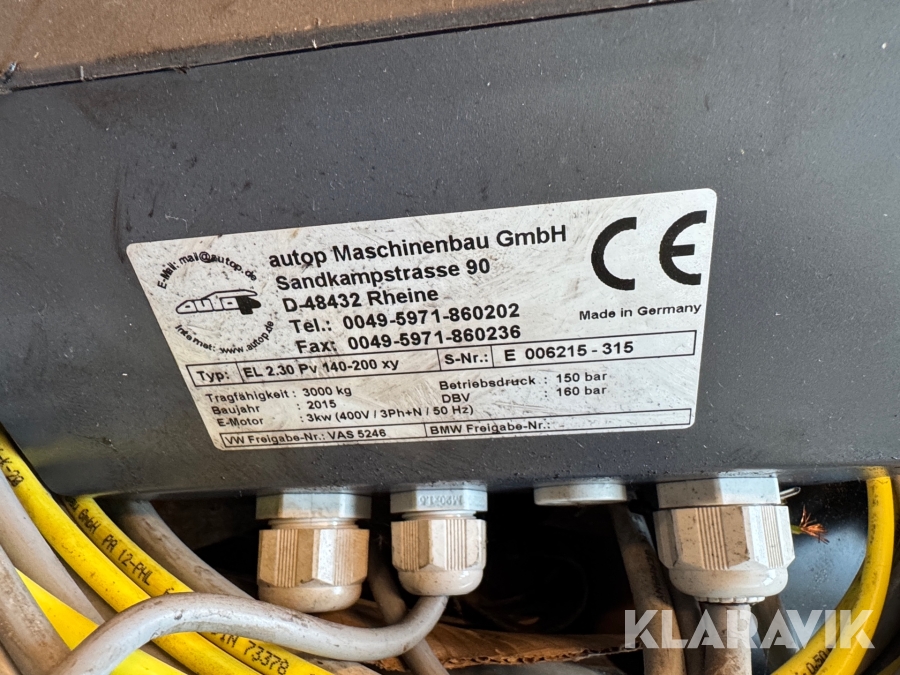 E-Mail: mail@autop.de
autop
Internet: www.autop.de
autop Maschinenbau GmbH
Sandkampstrasse 90
D-48432 Rheine
Tel.: 0049-5971-860202
Fax: 0049-5971-860236
CE
Made in Germany
Typ: EL 2.30 Pv 140-200 xy S-Nr.: E 006215 - 315
Tragfähigkeit : 3000 kg Betriebsdruck : 150 bar
Baujahr : 2015 DBV : 160 bar
E-Motor : 3kw (400V / 3Ph+N / 50 Hz)
VW Freigabe-Nr.: VAS 5246 BMW Freigabe-Nr.: -
PR 12-PHL
IN 73378
KLARAVIK